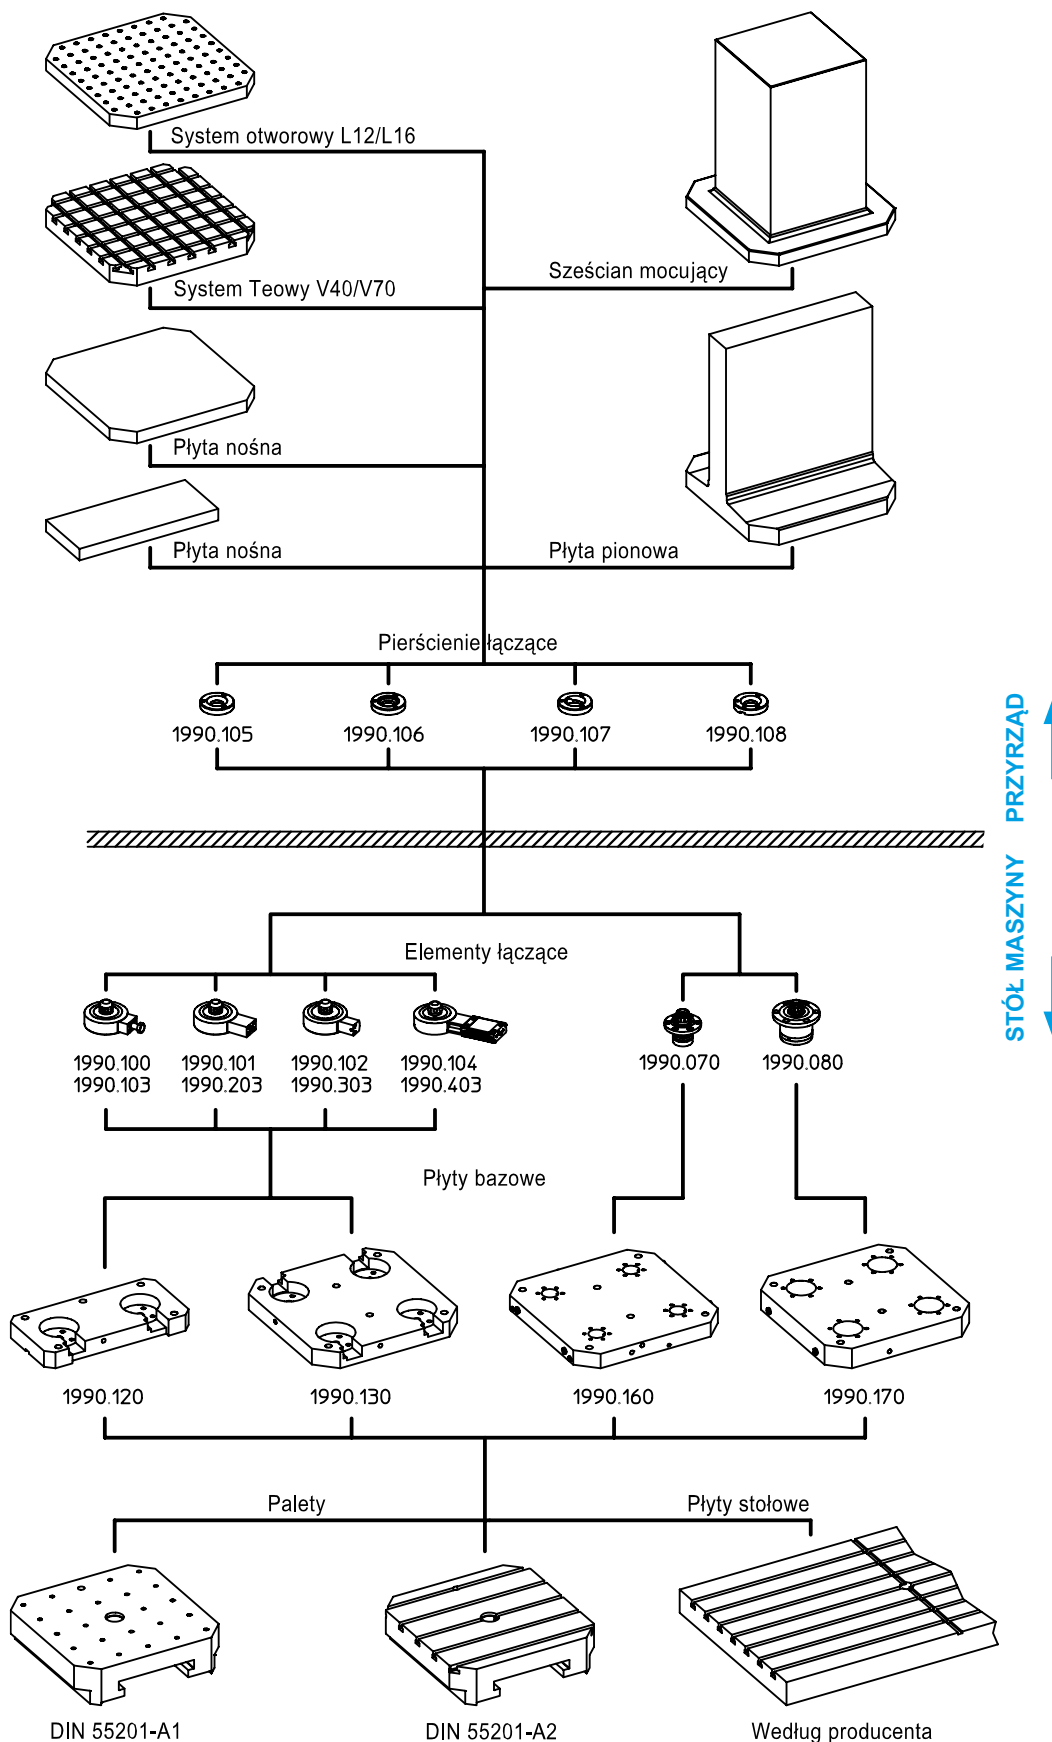 System otworowy L12/L16
System Teowy V40/V70
Sześcian mocujący
Płyta nośna
Płyta nośna
Płyta pionowa
Pierścienie łączące
1990.105
1990.106
1990.107
1990.108
PRZYRZĄD
STÓŁ MASZYNY
Elementy łączące
1990.100
1990.103
1990.101
1990.203
1990.102
1990.303
1990.104
1990.403
1990.070
1990.080
Płyty bazowe
1990.120
1990.130
1990.160
1990.170
Palety
Płyty stołowe
DIN 55201-A1
DIN 55201-A2
Według producenta